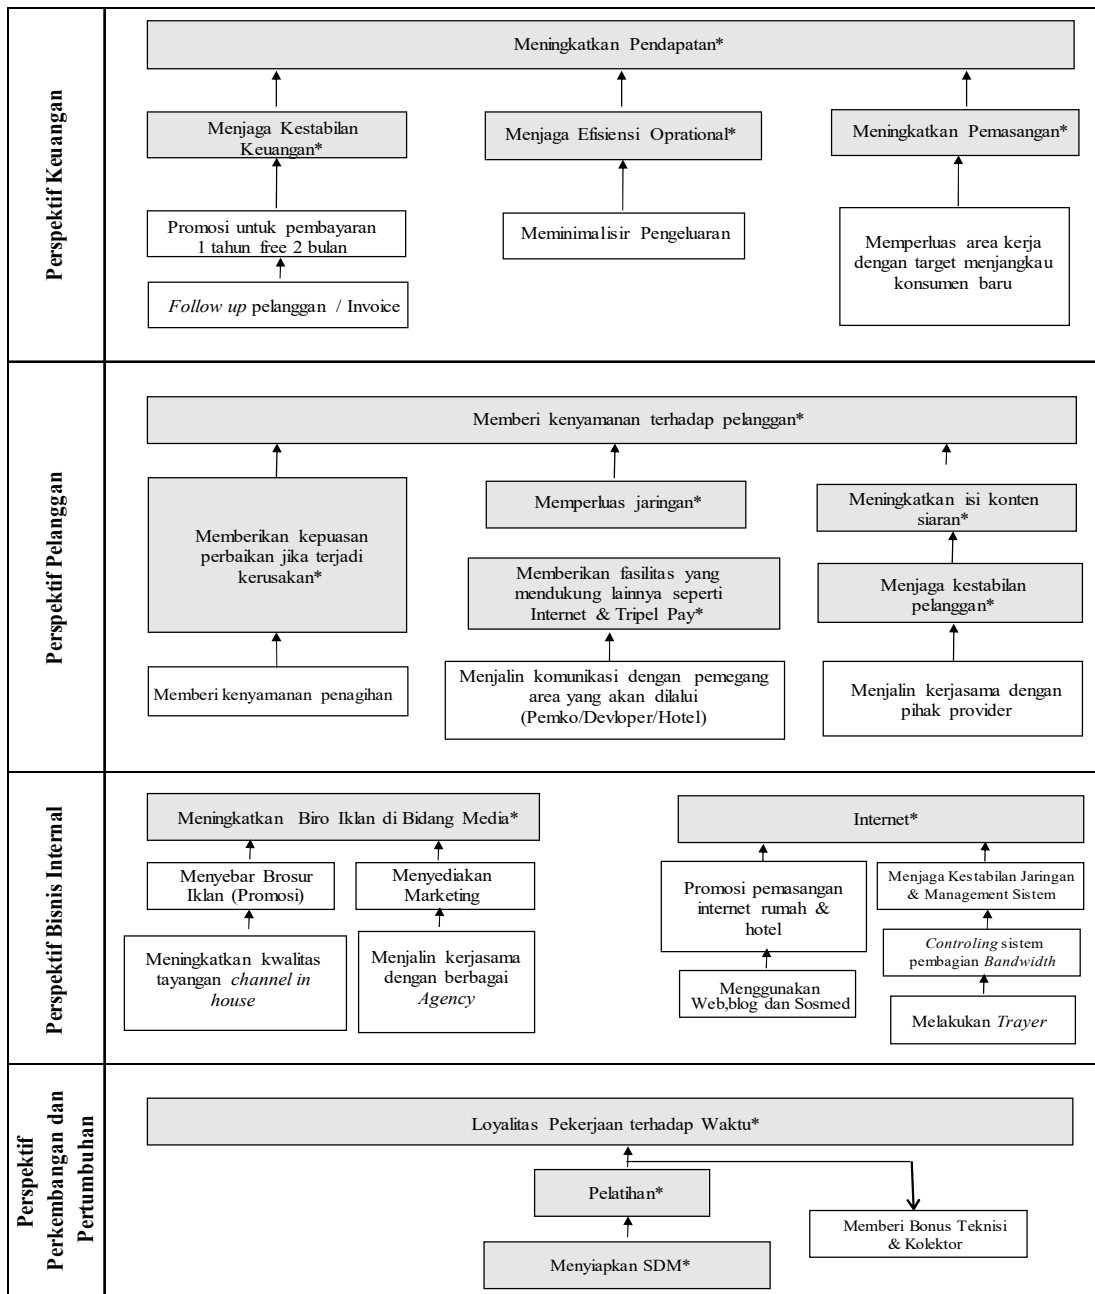 Perspektif Keuangan
Meningkatkan Pendapatan*
Menjaga Kestabilan
Keuangan*
Menjaga Efisiensi Oprational*
Meningkatkan Pemasangan*
Promosi untuk pembayaran
1 tahun free 2 bulan
Meminimalisir Pengeluaran
Memperluas area kerja
dengan target menjangkau
konsumen baru
Follow up pelanggan / Invoice
Perspektif Pelanggan
Memberi kenyamanan terhadap pelanggan*
Memberikan kepuasan
perbaikan jika terjadi
kerusakan*
Memperluas jaringan*
Meningkatkan isi konten
siaran*
Memberikan fasilitas yang
mendukung lainnya seperti
Internet & Tripel Pay*
Menjaga kestabilan
pelanggan*
Memberi kenyamanan penagihan
Menjalin komunikasi dengan pemegang
area yang akan dilalui
(Pemko/Devloper/Hotel)
Menjalin kerjasama dengan
pihak provider
Perspektif Bisnis Internal
Meningkatkan Biro Iklan di Bidang Media*
Internet*
Menyebar Brosur
Iklan (Promosi)
Menyediakan
Marketing
Promosi pemasangan
internet rumah &
hotel
Menjaga Kestabilan Jaringan
& Management Sistem
Meningkatkan kwalitas
tayangan channel in
house
Menjalin kerjasama
dengan berbagai
Agency
Controling sistem
pembagian Bandwidth
Menggunakan
Web,blog dan Sosmed
Melakukan Trayer
Perspektif
Perkembangan dan
Pertumbuhan
Loyalitas Pekerjaan terhadap Waktu*
Pelatihan*
Memberi Bonus Teknisi
& Kolektor
Menyiapkan SDM*